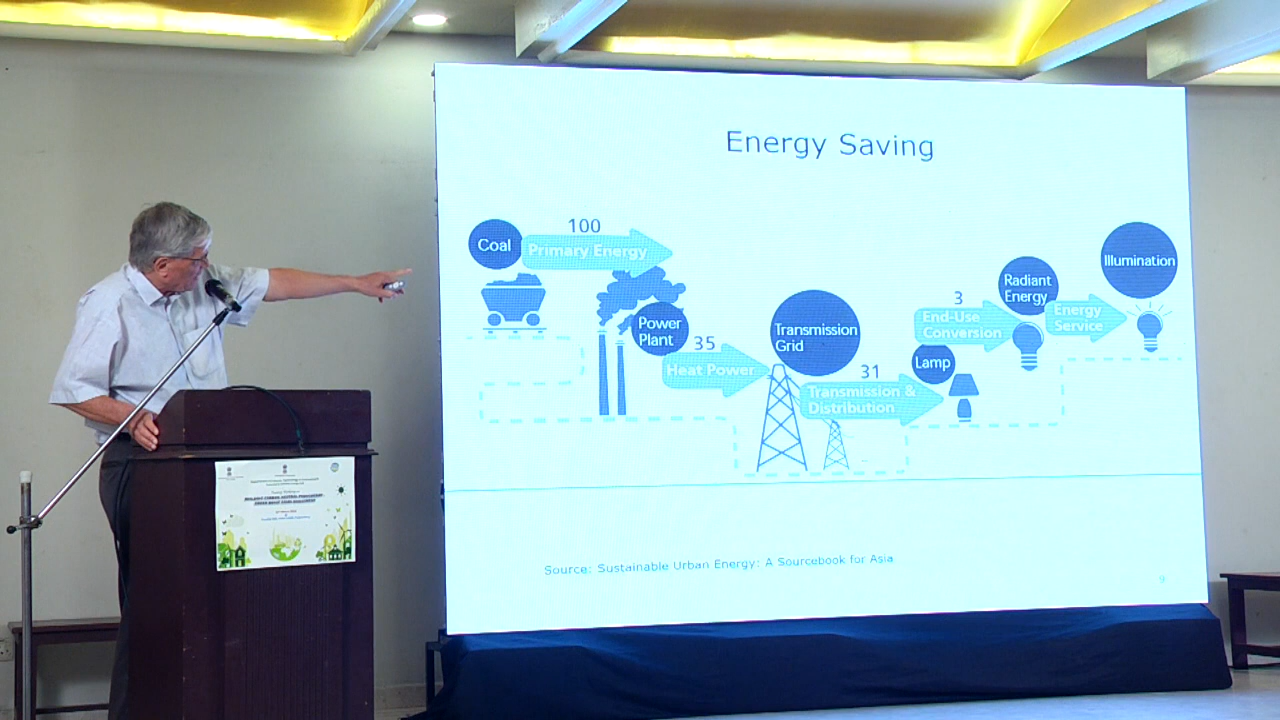 Energy Saving
Coal
100
Primary Energy
Power
Plant
35
Heat Power
Transmission
Grid
31
Transmission &
Distribution
Lamp
3
End-Use
Conversion
Radiant
Energy
Energy
Service
Illumination
Source: Sustainable Urban Energy: A Sourcebook for Asia
9